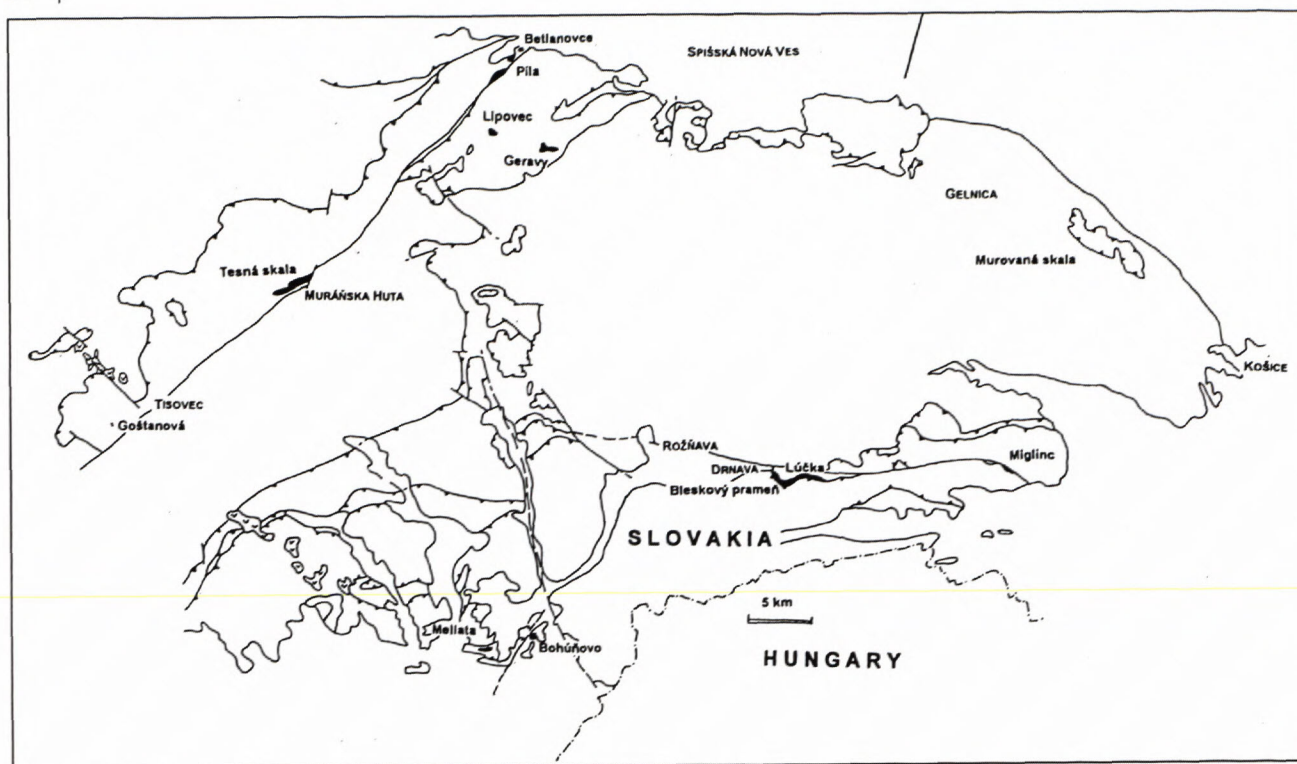 Betlanovce
SPIŠSKÁ NOVÁ VES
Píla
Lipovec
Geravy
GELNICA
Murovaná skala
Tesná skala
MURÁŇSKA HUTA
KOŠICE
TISOVEC
Goštanová
ROŽŇAVA
Miglinc
DRNAVA
Lúčka
Bleskový prameň
SLOVAKIA
5 km
Meliata
Bohúňovo
HUNGARY